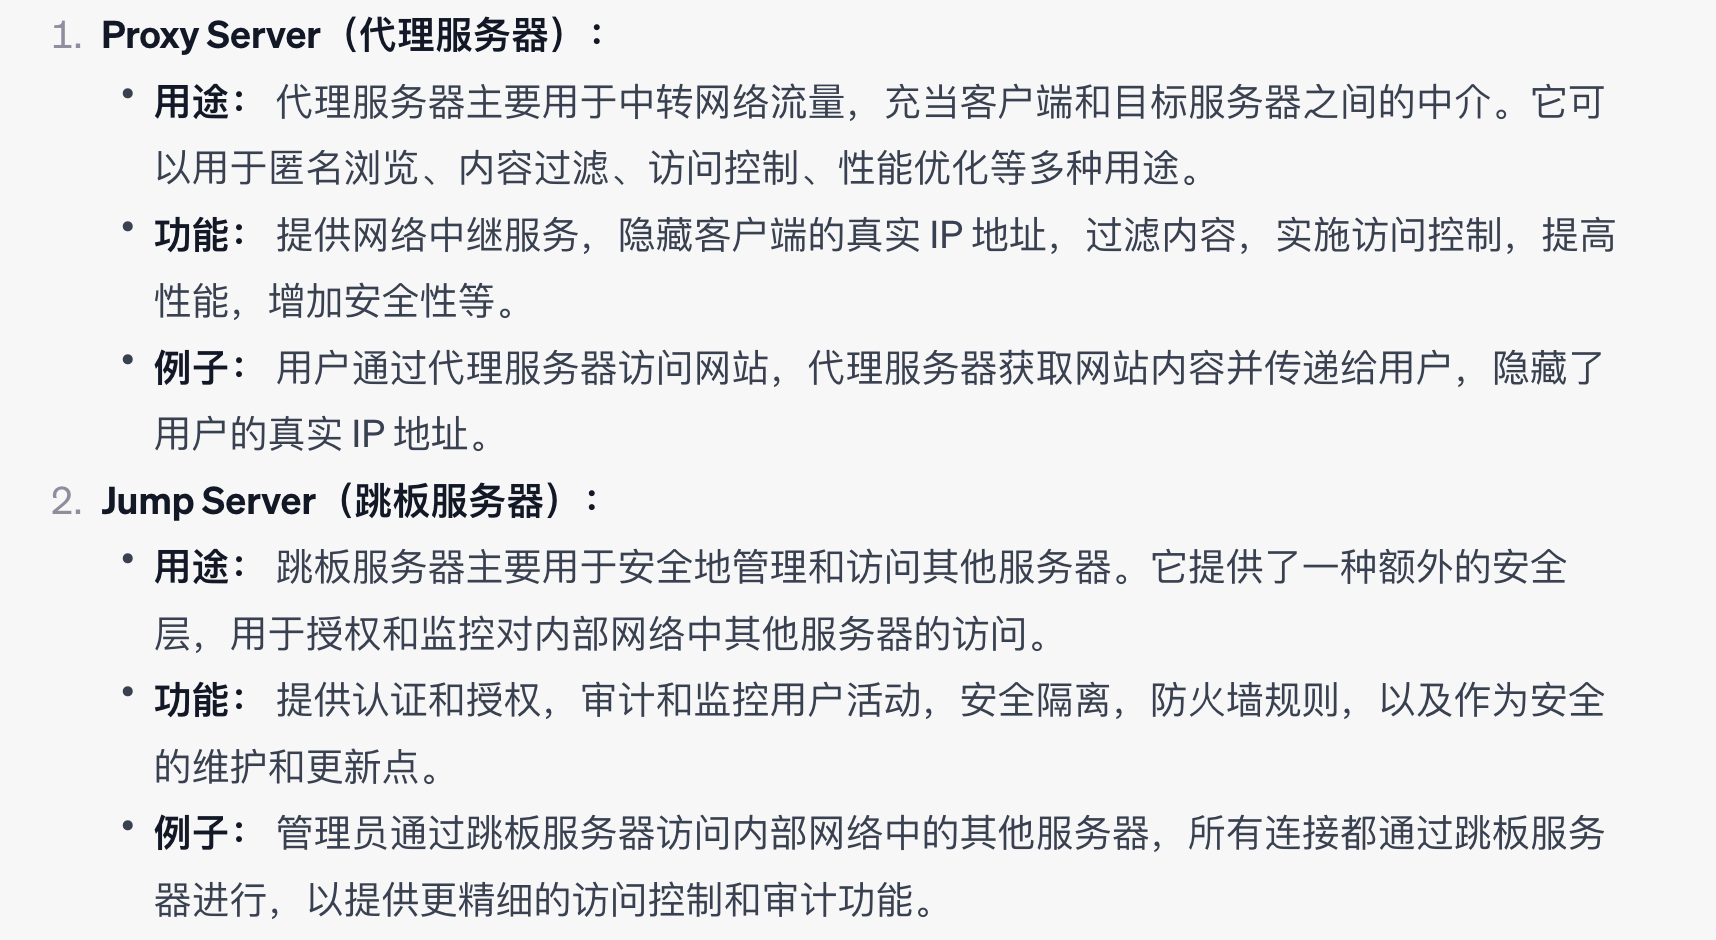 1. Proxy Server（代理服务器）：
• 用途： 代理服务器主要用于中转网络流量，充当客户端和目标服务器之间的中介。它可
以用于匿名浏览、内容过滤、访问控制、性能优化等多种用途。
• 功能： 提供网络中继服务，隐藏客户端的真实 IP 地址，过滤内容，实施访问控制，提高
性能，增加安全性等。
• 例子： 用户通过代理服务器访问网站，代理服务器获取网站内容并传递给用户，隐藏了
用户的真实 IP 地址。
2. Jump Server（跳板服务器）：
• 用途： 跳板服务器主要用于安全地管理和访问其他服务器。它提供了一种额外的安全
层，用于授权和监控对内部网络中其他服务器的访问。
• 功能： 提供认证和授权，审计和监控用户活动，安全隔离，防火墙规则，以及作为安全
的维护和更新点。
• 例子： 管理员通过跳板服务器访问内部网络中的其他服务器，所有连接都通过跳板服务
器进行，以提供更精细的访问控制和审计功能。